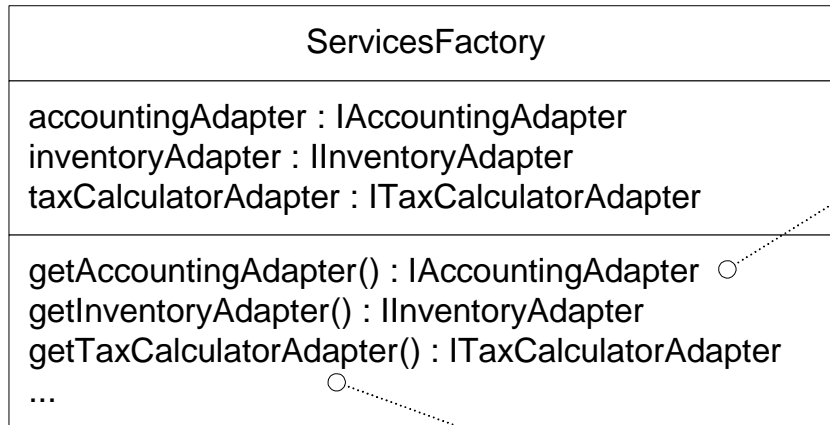 ServicesFactory
accountingAdapter : IAccountingAdapter
inventoryAdapter : IInventoryAdapter
taxCalculatorAdapter : ITaxCalculatorAdapter
getAccountingAdapter() : IAccountingAdapter
getInventoryAdapter() : IInventoryAdapter
getTaxCalculatorAdapter() : ITaxCalculatorAdapter
...